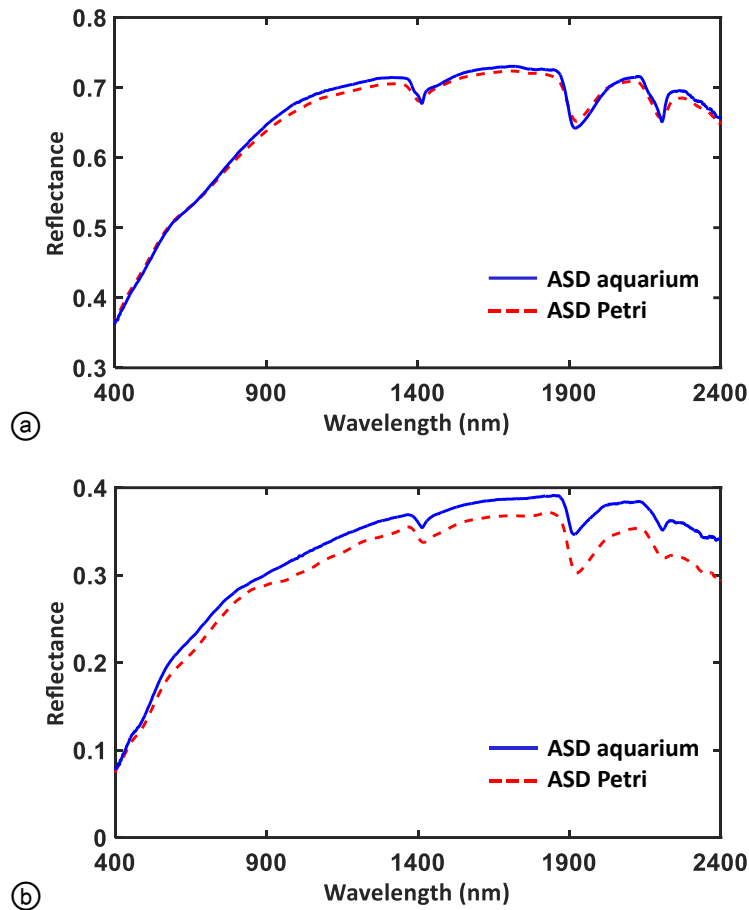 0.8
0.7
0.6
0.5
0.4
0.3
Reflectance
ASD aquarium
ASD Petri
400 900 1400 1900 2400
Wavelength (nm)
a
0.4
0.3
0.2
0.1
0
Reflectance
ASD aquarium
ASD Petri
400 900 1400 1900 2400
Wavelength (nm)
b